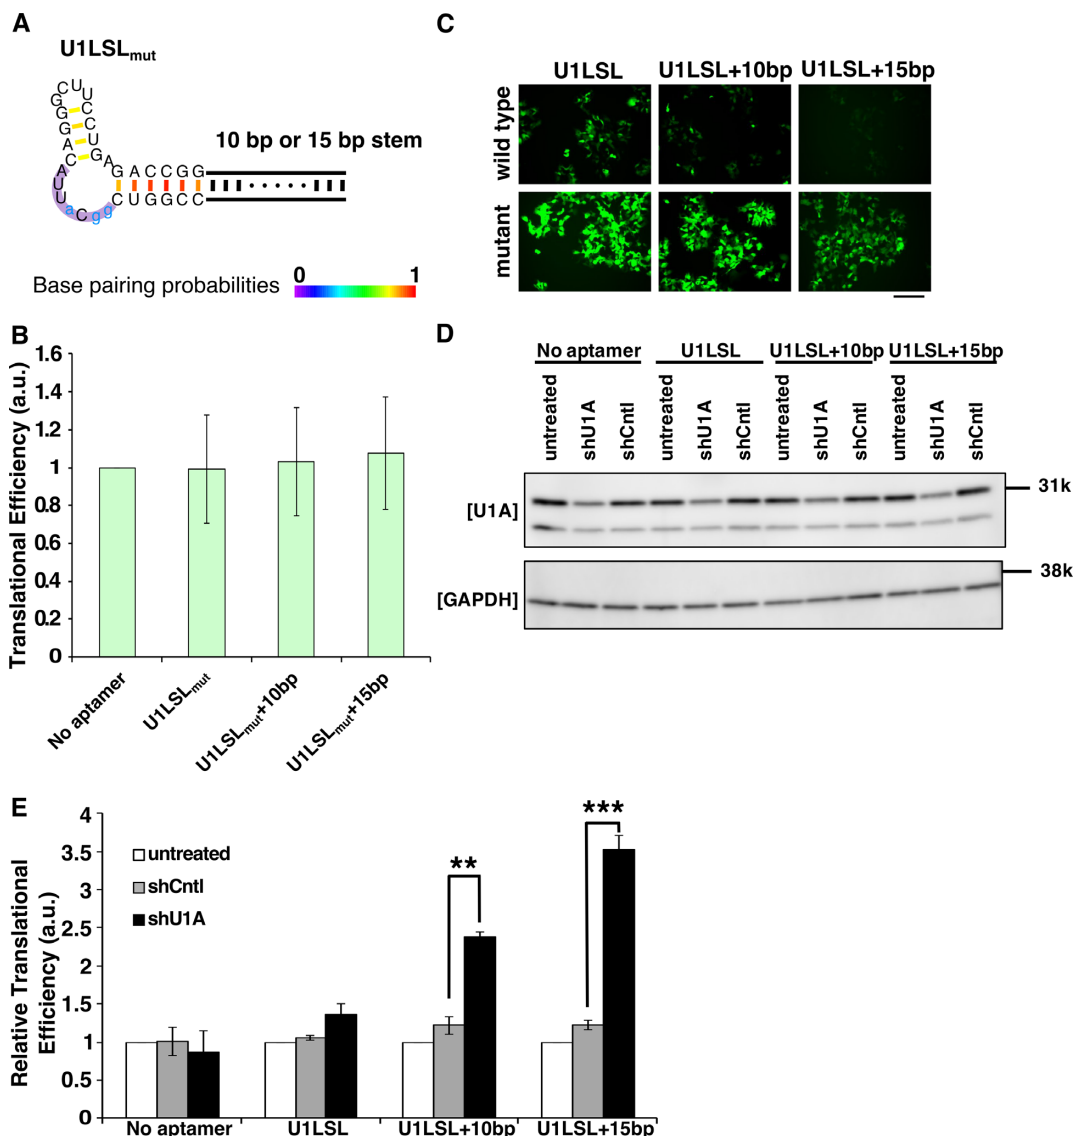 A
U1LSLmut
10 bp or 15 bp stem
C
U
U
G
G
C
G
C
G
U
A
G
C
A
A
U
U
a
C
g
g
G
A
C
C
G
G
C
U
G
G
C
C
Base pairing probabilities
0
1
C
U1LSL
U1LSL+10bp
U1LSL+15bp
wild type
mutant
B
Translational Efficiency (a.u.)
1.6
1.4
1.2
1
0.8
0.6
0.4
0.2
0
No aptamer
U1LSLmut
U1LSLmut+10bp
U1LSLmut+15bp
D
No aptamer
U1LSL
U1LSL+10bp
U1LSL+15bp
untreated
shU1A
shCntl
untreated
shU1A
shCntl
untreated
shU1A
shCntl
untreated
shU1A
shCntl
[U1A]
31k
[GAPDH]
38k
E
Relative Translational
Efficiency (a.u.)
4
3.5
3
2.5
2
1.5
1
0.5
0
untreated
shCntl
shU1A
**
***
No aptamer
U1LSL
U1LSL+10bp
U1LSL+15bp